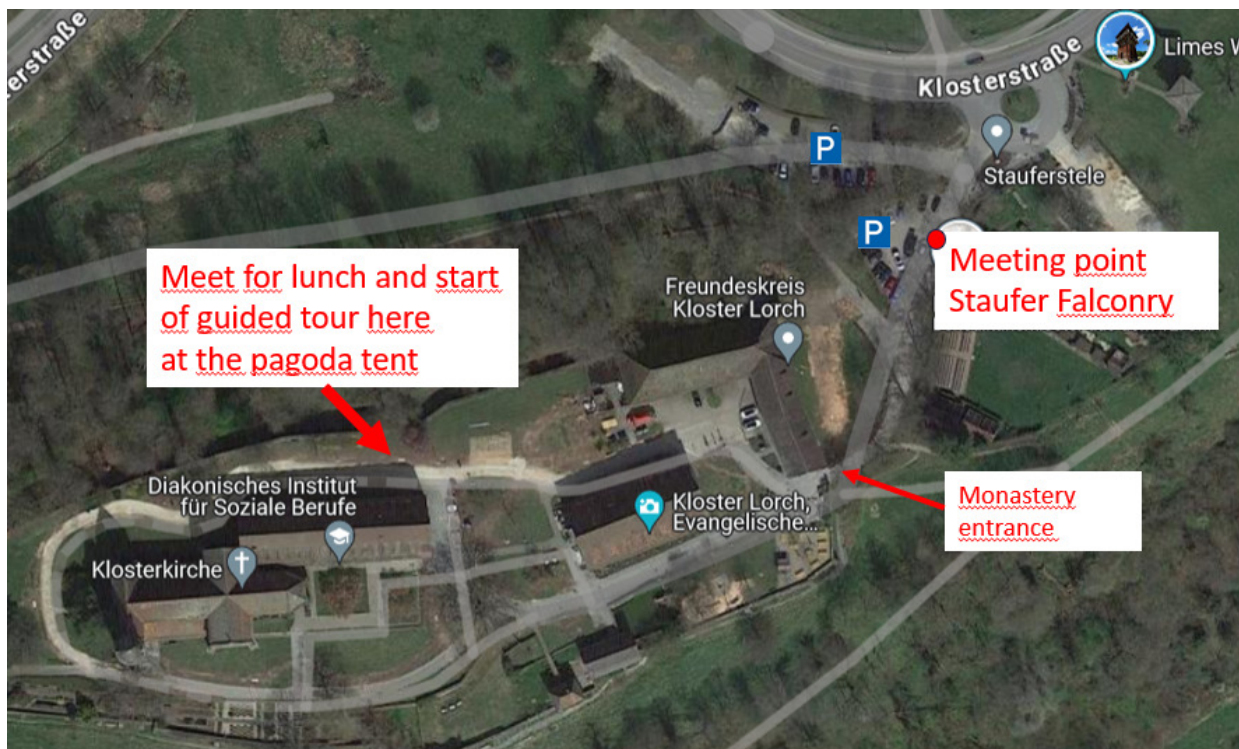 erstraße
Klosterstraße
Limes W
P
Stauferstele
P
Meeting point
Staufer Falconry
Meet for lunch and start
of guided tour here
at the pagoda tent
Freundeskreis
Kloster Lorch
Diakonisches Institut
für Soziale Berufe
Kloster Lorch,
Evangelische...
Monastery
entrance
Klosterkirche